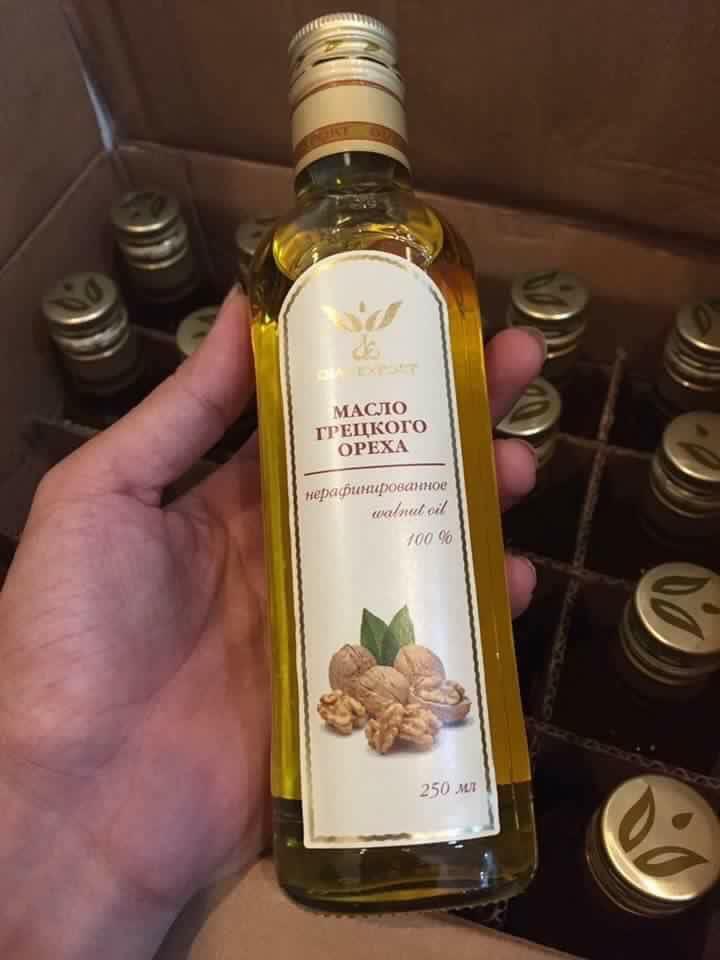 МАСЛО
ГРЕЦКОГО
ОРЕХА
нерафинированное
walnut oil
100 %
250 мл